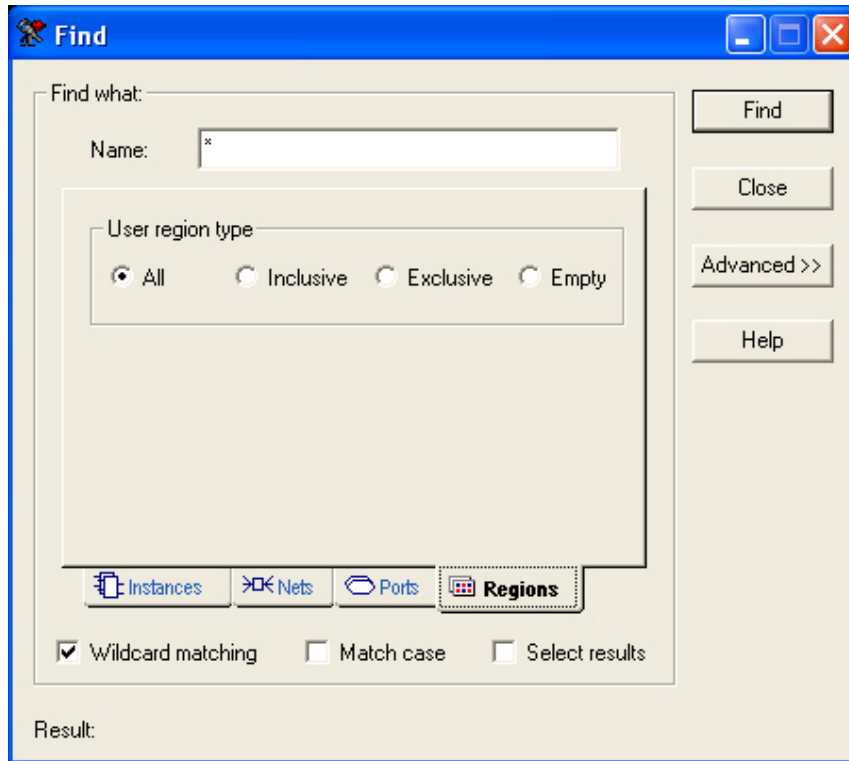 Find
Find what:
Find
Name: *
Close
User region type
All Inclusive Exclusive Empty
Advanced >>
Help
Instances Nets Ports Regions
Wildcard matching Match case Select results
Result: